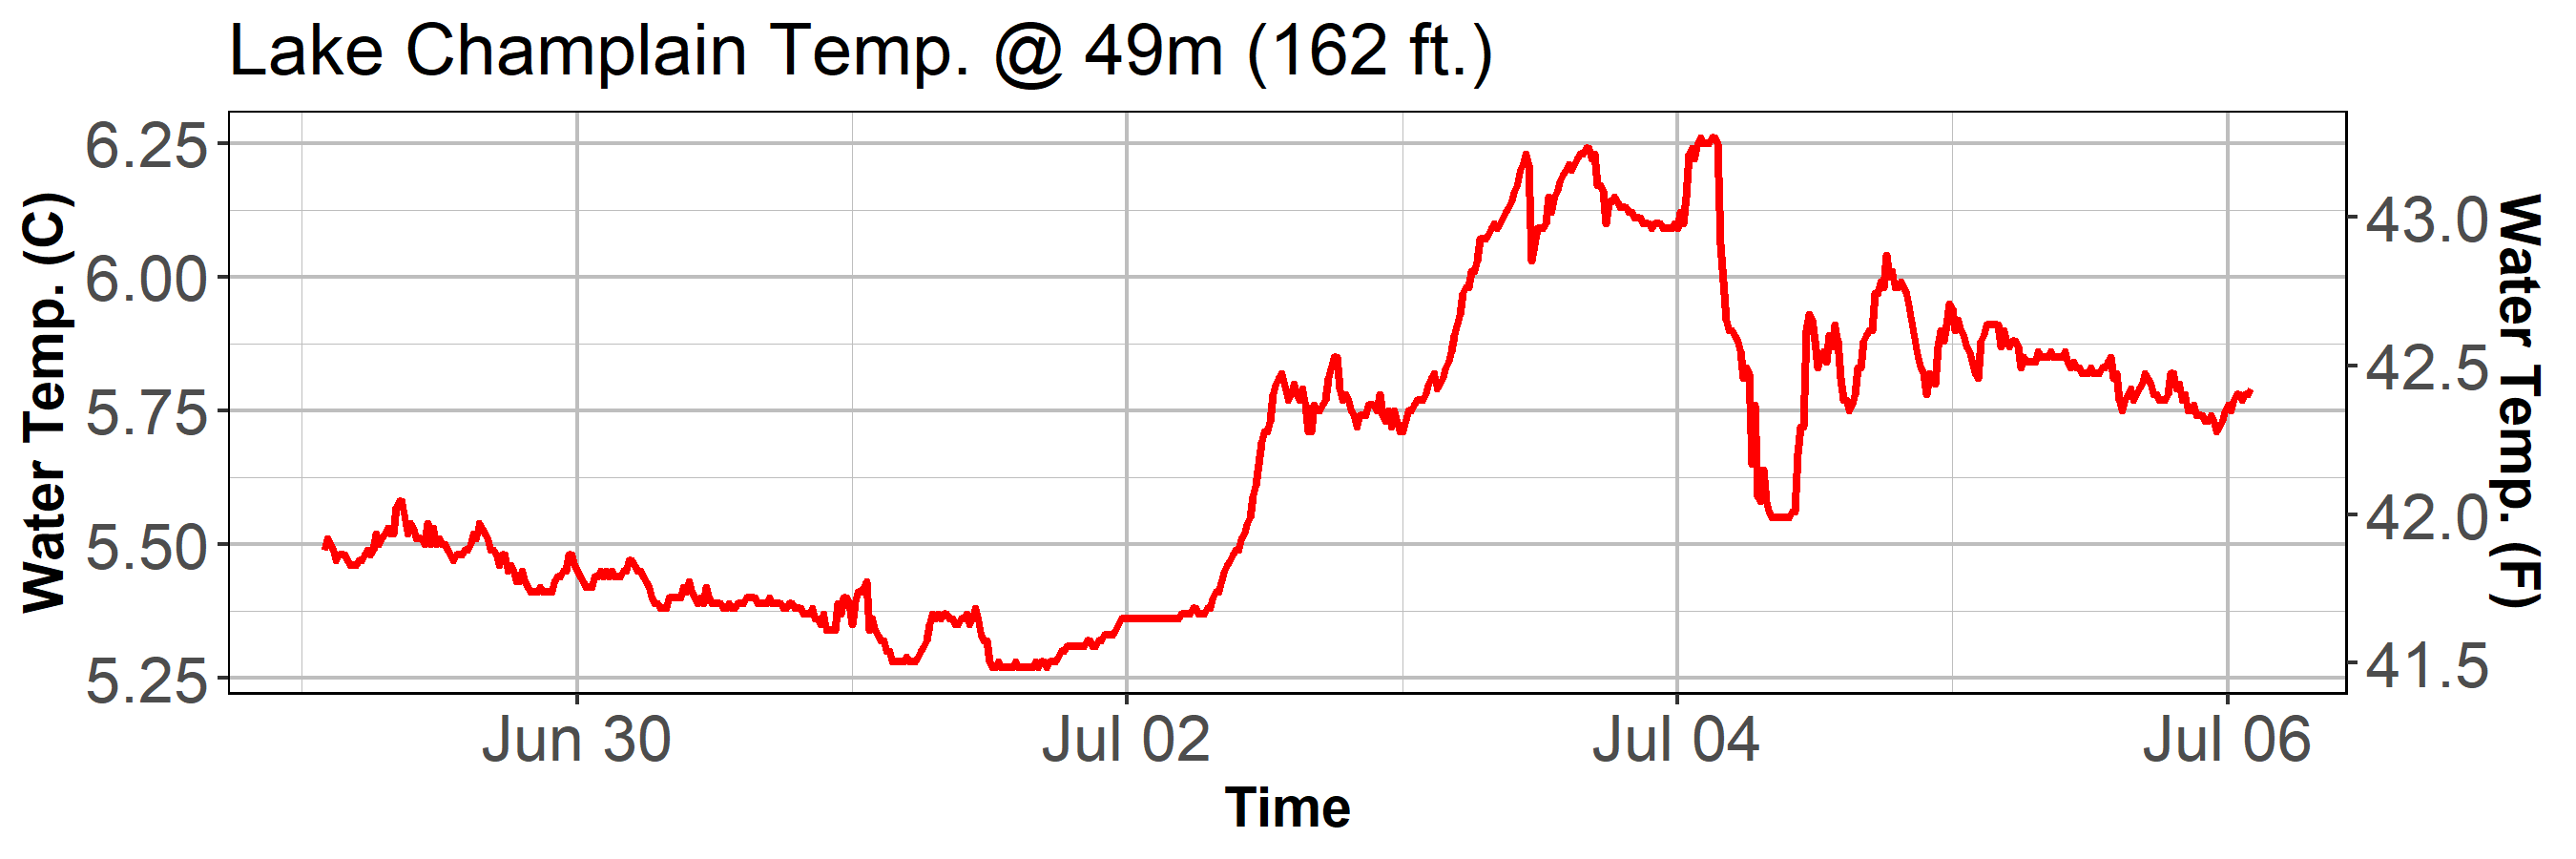 Lake Champlain Temp. @ 49m (162 ft.)
Water Temp. (C)
6.25
6.00
5.75
5.50
5.25
43.0
42.5
42.0
41.5
Water Temp. (F)
Jun 30
Jul 02
Jul 04
Jul 06
Time